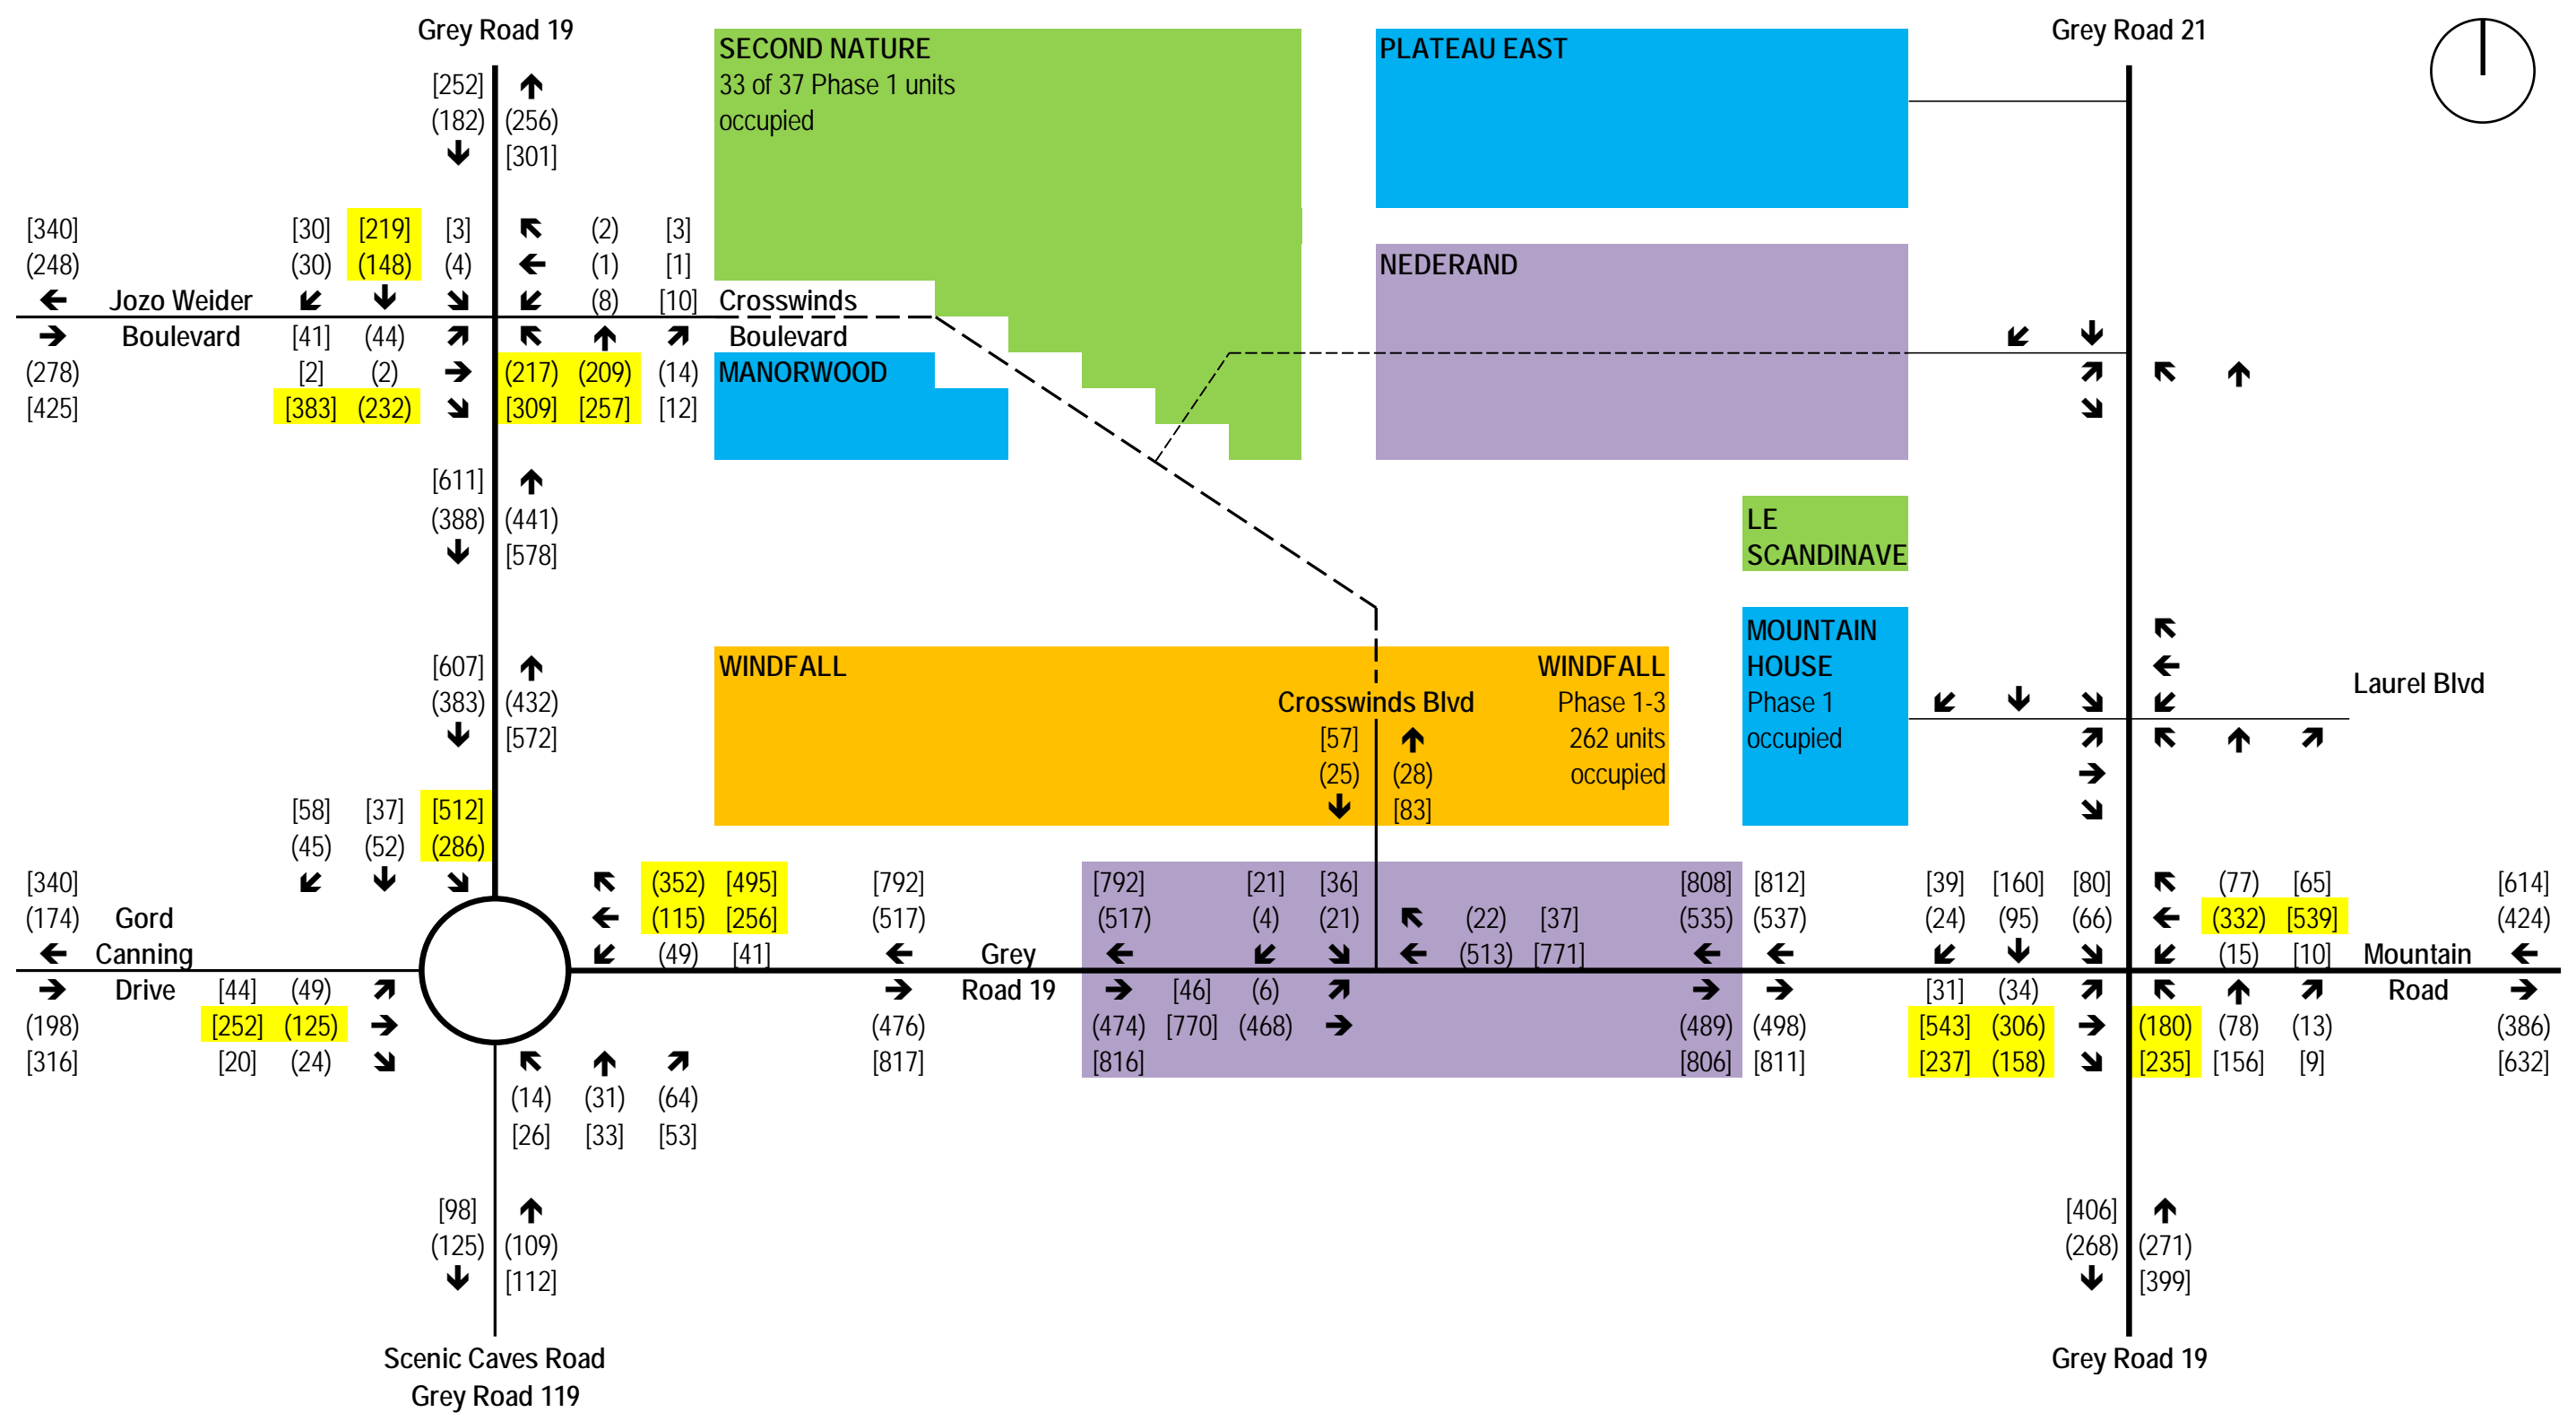 Grey Road 19
SECOND NATURE
33 of 37 Phase 1 units
occupied
PLATEAU EAST
Grey Road 21
[252]
(182) (256)
[301]
[340] [30] [219] [3] (2) [3]
(248) (30) (148) (4) (1) [1]
Jozo Weider (8) [10] Crosswinds
Boulevard [41] (44) Boulevard
(278) [2] (2) (217) (209) (14) MANORWOOD
[425] [383] (232) [309] [257] [12]
NEDERAND
[611]
(388) (441)
[578]
LE
SCANDINAVE
[607]
(383) (432)
[572]
WINDFALL
WINDFALL
Crosswinds Blvd Phase 1-3
[57] 262 units
(25) (28) occupied
[83]
MOUNTAIN
HOUSE
Phase 1
occupied
Laurel Blvd
[58] [37] [512]
(45) (52) (286)
[340] (352) [495] [792] [792] [21] [36] [808] [812] [39] [160] [80] (77) [65] [614]
(174) Gord (115) [256] (517) (517) (4) (21) (22) [37] (535) (537) (24) (95) (66) (332) [539] (424)
Canning (49) [41] Grey (513) [771] (15) [10] Mountain
Drive [44] (49) Road 19 [46] (6) [31] (34) Road
(198) [252] (125) (476) (474) [770] (468) (489) (498) [543] (306) (180) (78) (13) (386)
[316] [20] (24) [817] [816] [806] [811] [237] (158) [235] [156] [9] [632]
(14) (31) (64)
[26] [33] [53]
[98] [406]
(125) (109) (268) (271)
[112] [399]
Scenic Caves Road
Grey Road 119
Grey Road 19